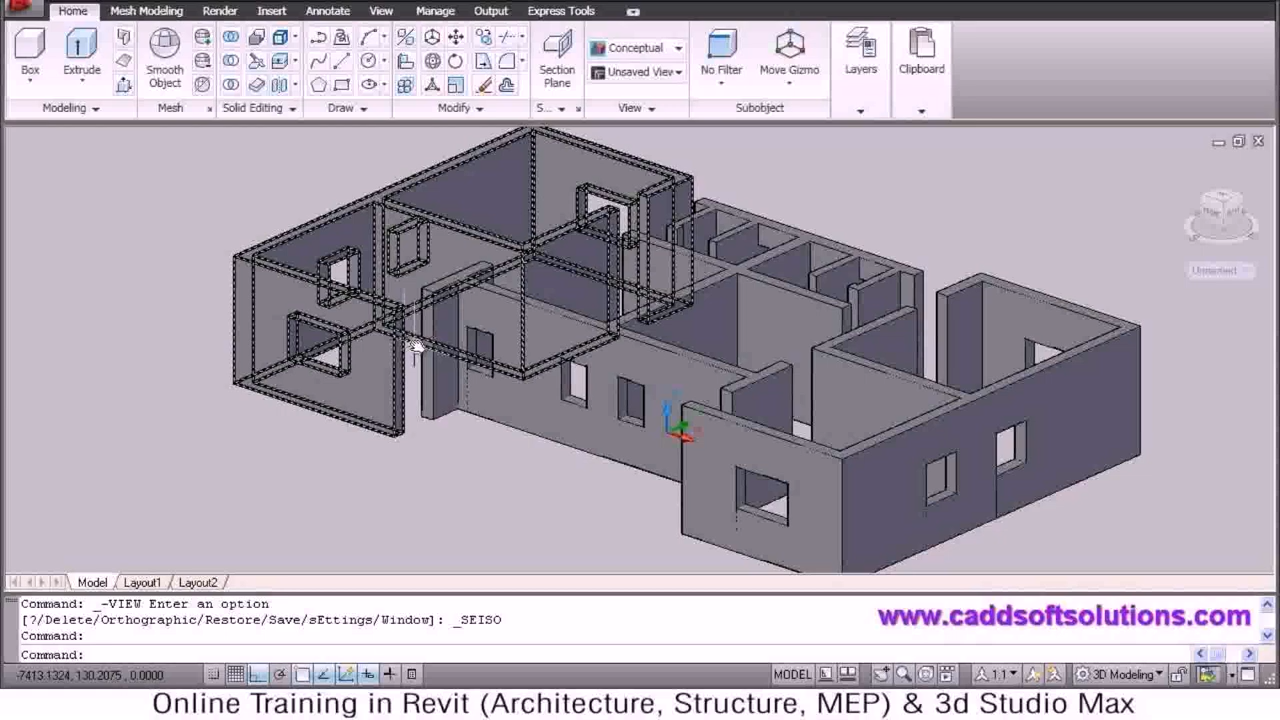 Home Mesh Modeling Render Insert Annotate View Manage Output Express Tools
Box Extrude Smooth Object Section Plane Conceptual Unsaved View No Filter Move Gizmo Layers Clipboard
Modeling Mesh Solid Editing Draw Modify S... View Subobject
Unnamed
Model Layout1 Layout2
Command: _-VIEW Enter an option
[?/Delete/Orthographic/Restore/Save/sEttings/Window]: _SEISO
Command:
Command:
www.caddsoftsolutions.com
-7413.1324, 130.2075, 0.0000 MODEL 1:1 3D Modeling
Online Training in Revit (Architecture, Structure, MEP) & 3d Studio Max